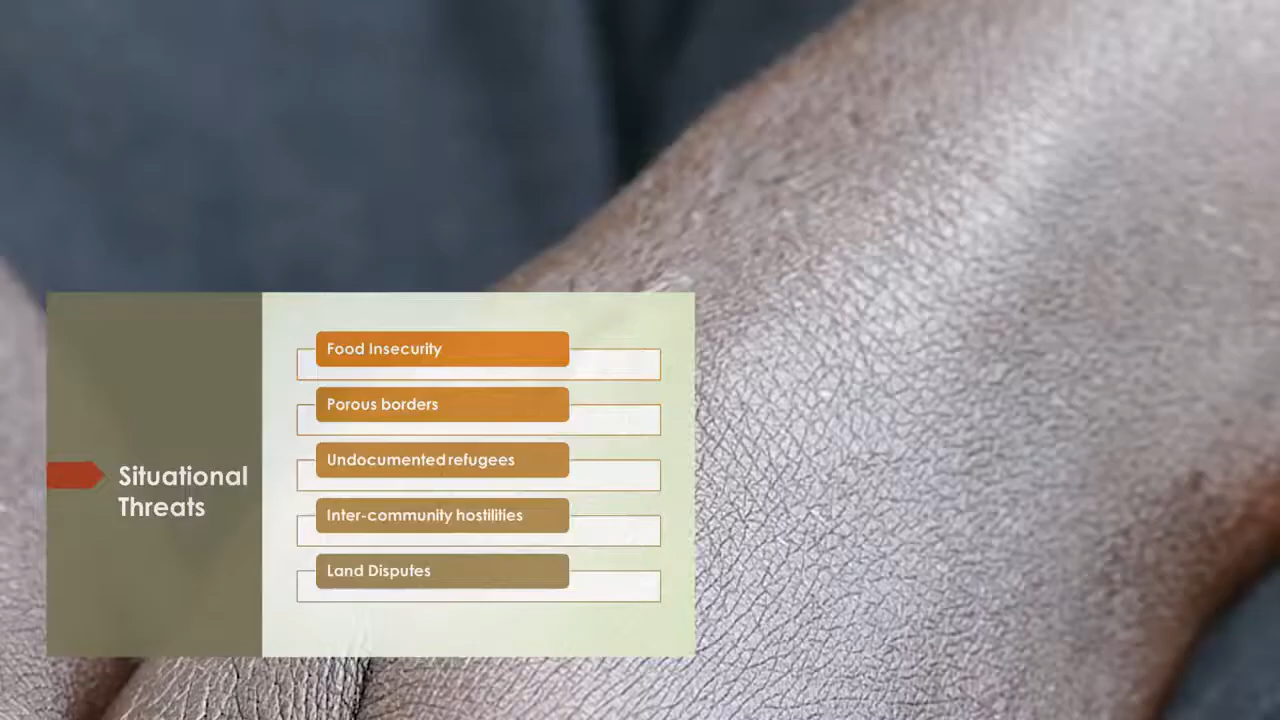 Situational
Threats
Food Insecurity
Porous borders
Undocumented refugees
Inter-community hostilities
Land Disputes